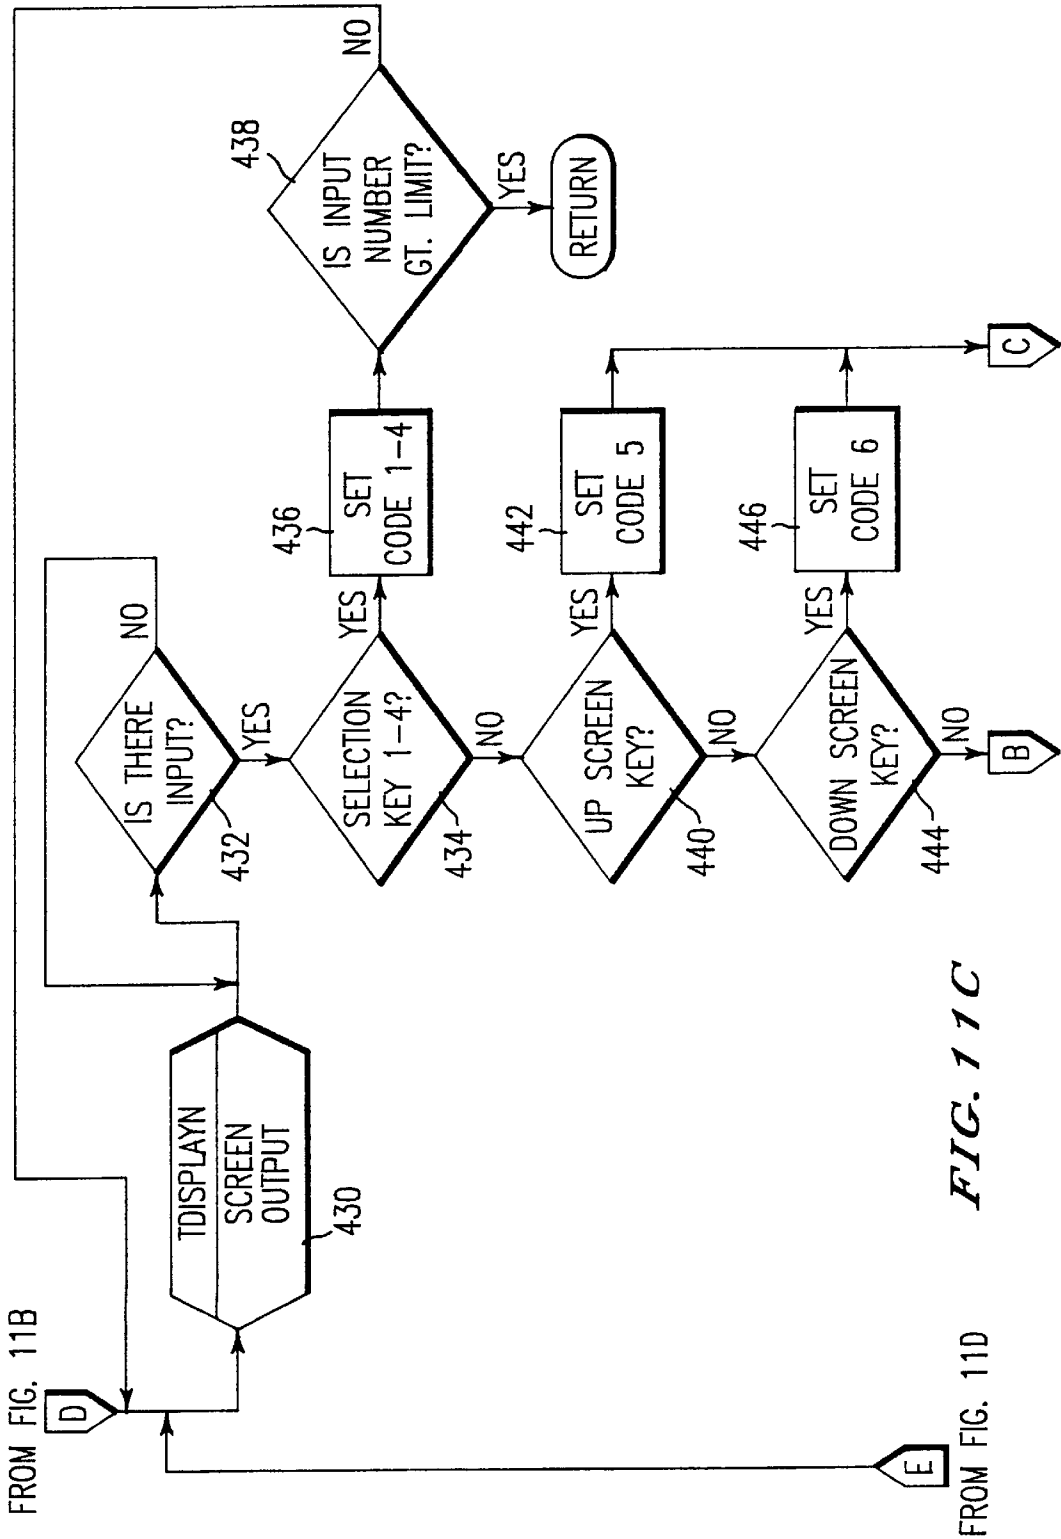 FROM FIG. 11B
D
TDISPLAYN
SCREEN
OUTPUT
430
IS THERE
INPUT?
432
NO
YES
SELECTION
KEY 1-4?
434
YES
NO
SET
CODE 1-4
436
IS INPUT
NUMBER
GT. LIMIT?
438
NO
YES
RETURN
UP SCREEN
KEY?
440
YES
NO
SET
CODE 5
442
DOWN SCREEN
KEY?
444
YES
NO
SET
CODE 6
446
B
C
E
FROM FIG. 11D
FIG. 11C